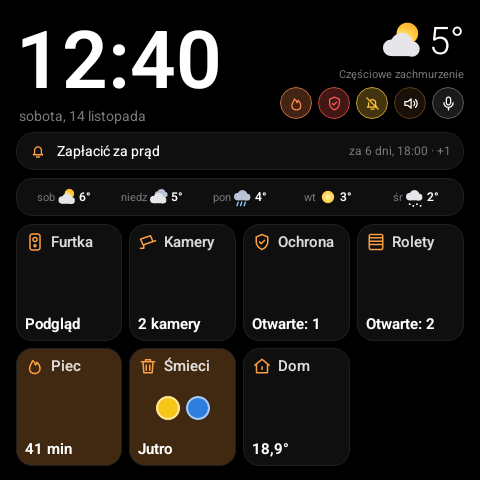 12:40
5°
Częściowe zachmurzenie
sobota, 14 listopada
Zapłacić za prąd
za 6 dni, 18:00 · +1
sob 6° niedz 5° pon 4° wt 3° śr 2°
Furtka
Podgląd
Kamery
2 kamery
Ochrona
Otwarte: 1
Rolety
Otwarte: 2
Piec
41 min
Śmieci
Jutro
Dom
18,9°